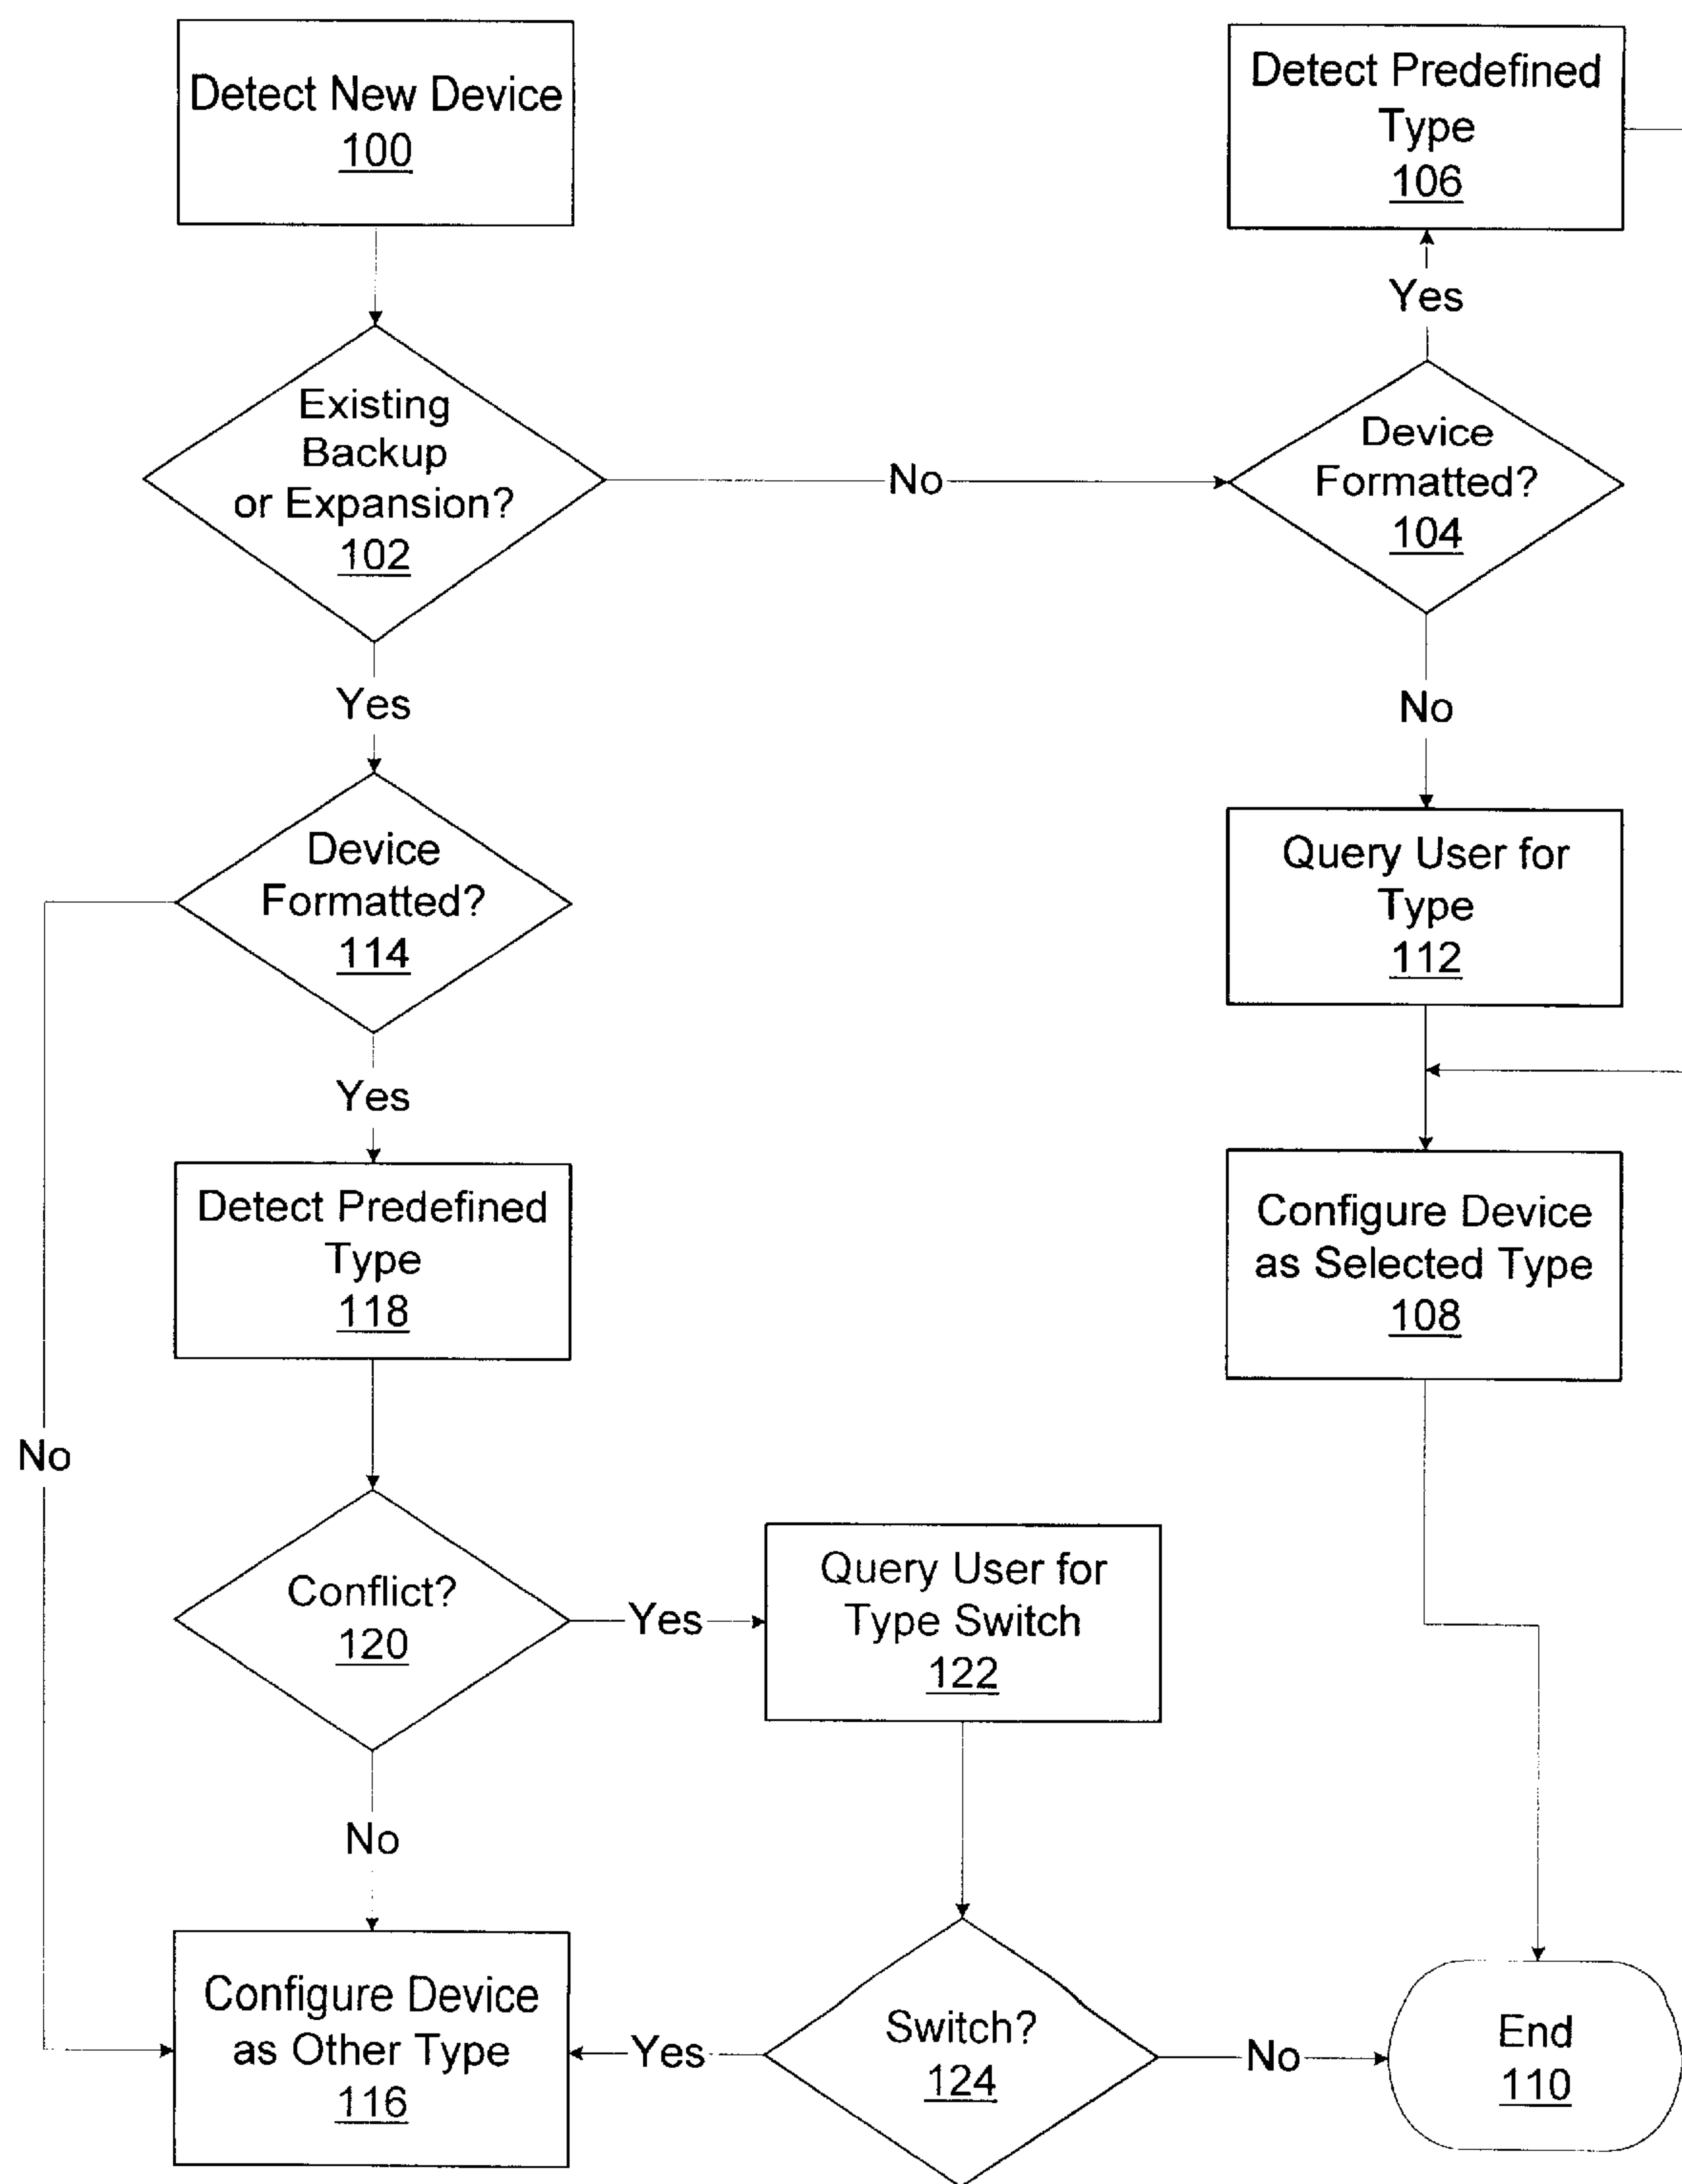 Detect New Device
100
Existing
Backup
or Expansion?
102
No
Device
Formatted?
104
Yes
Detect Predefined
Type
106
No
Query User for
Type
112
Configure Device
as Selected Type
108
Yes
Device
Formatted?
114
No
Yes
Detect Predefined
Type
118
Conflict?
120
Yes
Query User for
Type Switch
122
No
Configure Device
as Other Type
116
Yes
Switch?
124
No
End
110